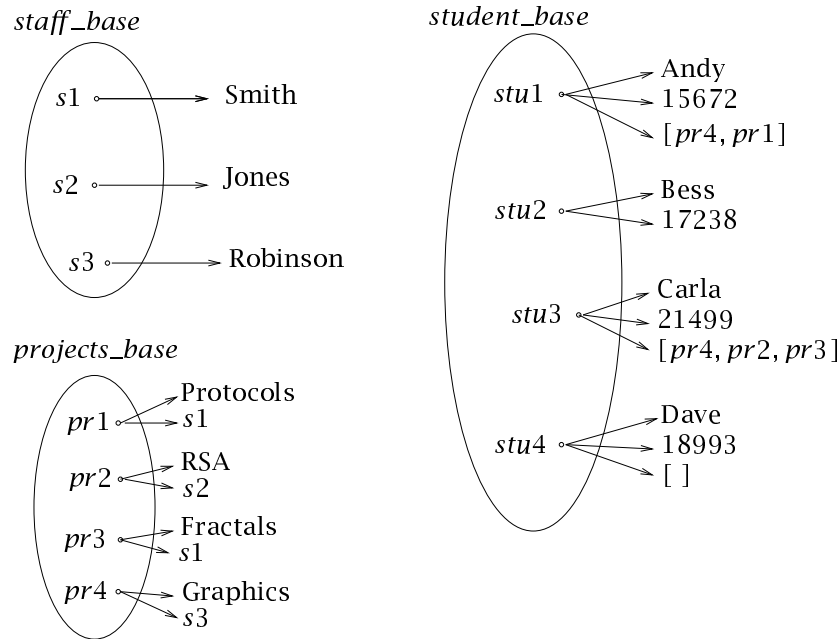 staff_base
s1
Smith
s2
Jones
s3
Robinson
projects_base
pr1
Protocols
s1
pr2
RSA
s2
pr3
Fractals
s1
pr4
Graphics
s3
student_base
stu1
Andy
15672
[pr4, pr1]
stu2
Bess
17238
stu3
Carla
21499
[pr4, pr2, pr3]
stu4
Dave
18993
[ ]